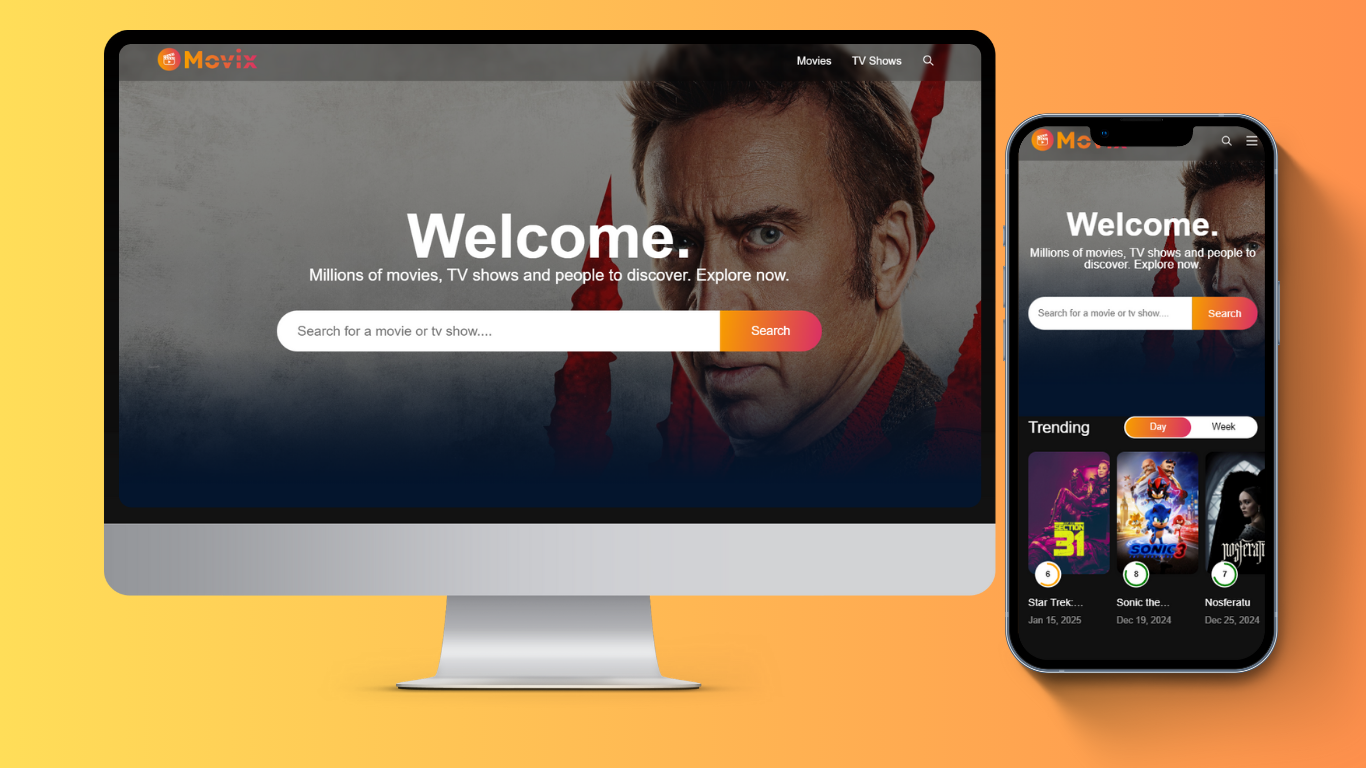 Movix
Movies TV Shows
Welcome.
Millions of movies, TV shows and people to discover. Explore now.
Search for a movie or tv show....
Search
Welcome.
Millions of movies, TV shows and people to
discover. Explore now.
Search for a movie or tv show....
Search
Trending
Day Week
SECTION
31
SONIC 3
6 8 7
Star Trek:... Sonic the... Nosferatu
Jan 15, 2025 Dec 19, 2024 Dec 25, 2024